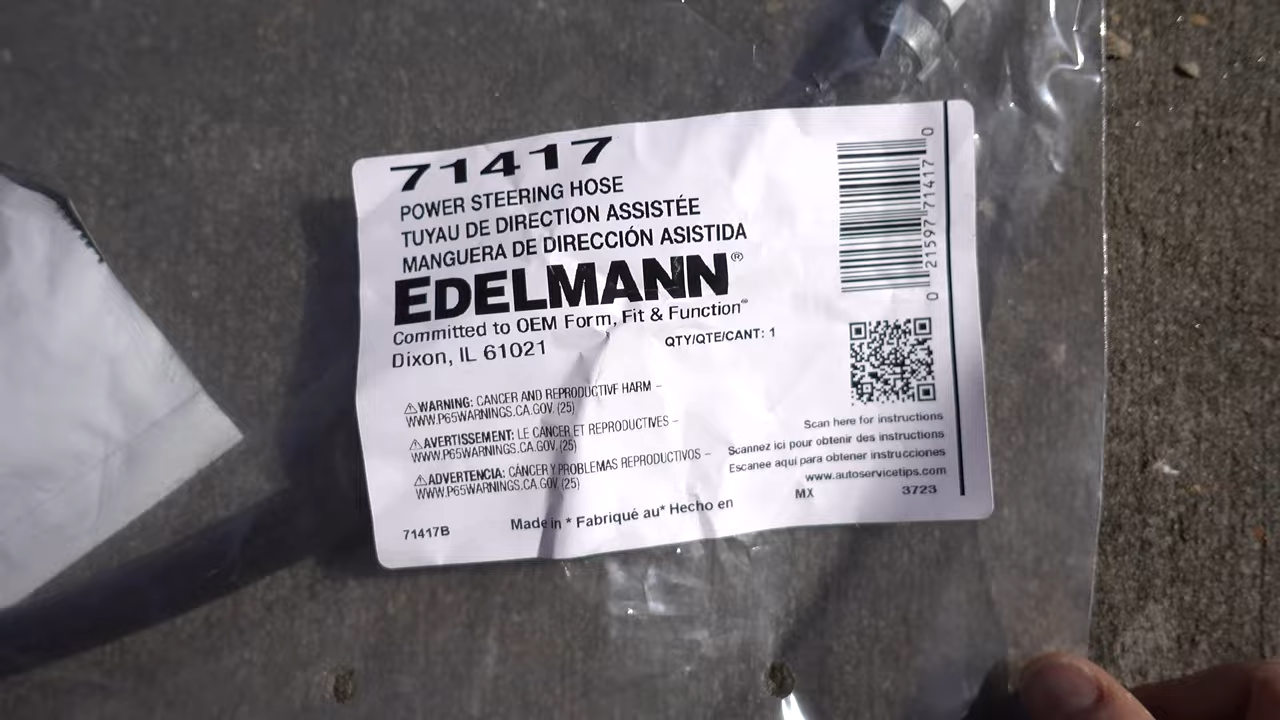 71417
POWER STEERING HOSE
TUYAU DE DIRECTION ASSISTÉE
MANGUERA DE DIRECCIÓN ASISTIDA
EDELMANN®
Committed to OEM Form, Fit & Function
Dixon, IL 61021
QTY/QTE/CANT: 1
⚠WARNING: CANCER AND REPRODUCTIVE HARM –
WWW.P65WARNINGS.CA.GOV. (25)
⚠AVERTISSEMENT: LE CANCER ET REPRODUCTIVES –
WWW.P65WARNINGS.CA.GOV. (25)
⚠ADVERTENCIA: CÁNCER Y PROBLEMAS REPRODUCTIVOS –
WWW.P65WARNINGS.CA.GOV. (25)
71417B
Made in * Fabriqué au* Hecho en
MX
3723
0 21597 71417 0
Scan here for instructions
Scannez ici pour obtenir des instructions
Escanee aquí para obtener instrucciones
www.autoservicetips.com